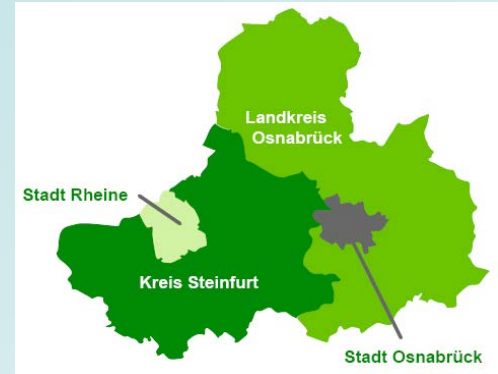 Landkreis
Osnabrück
Stadt Rheine
Kreis Steinfurt
Stadt Osnabrück